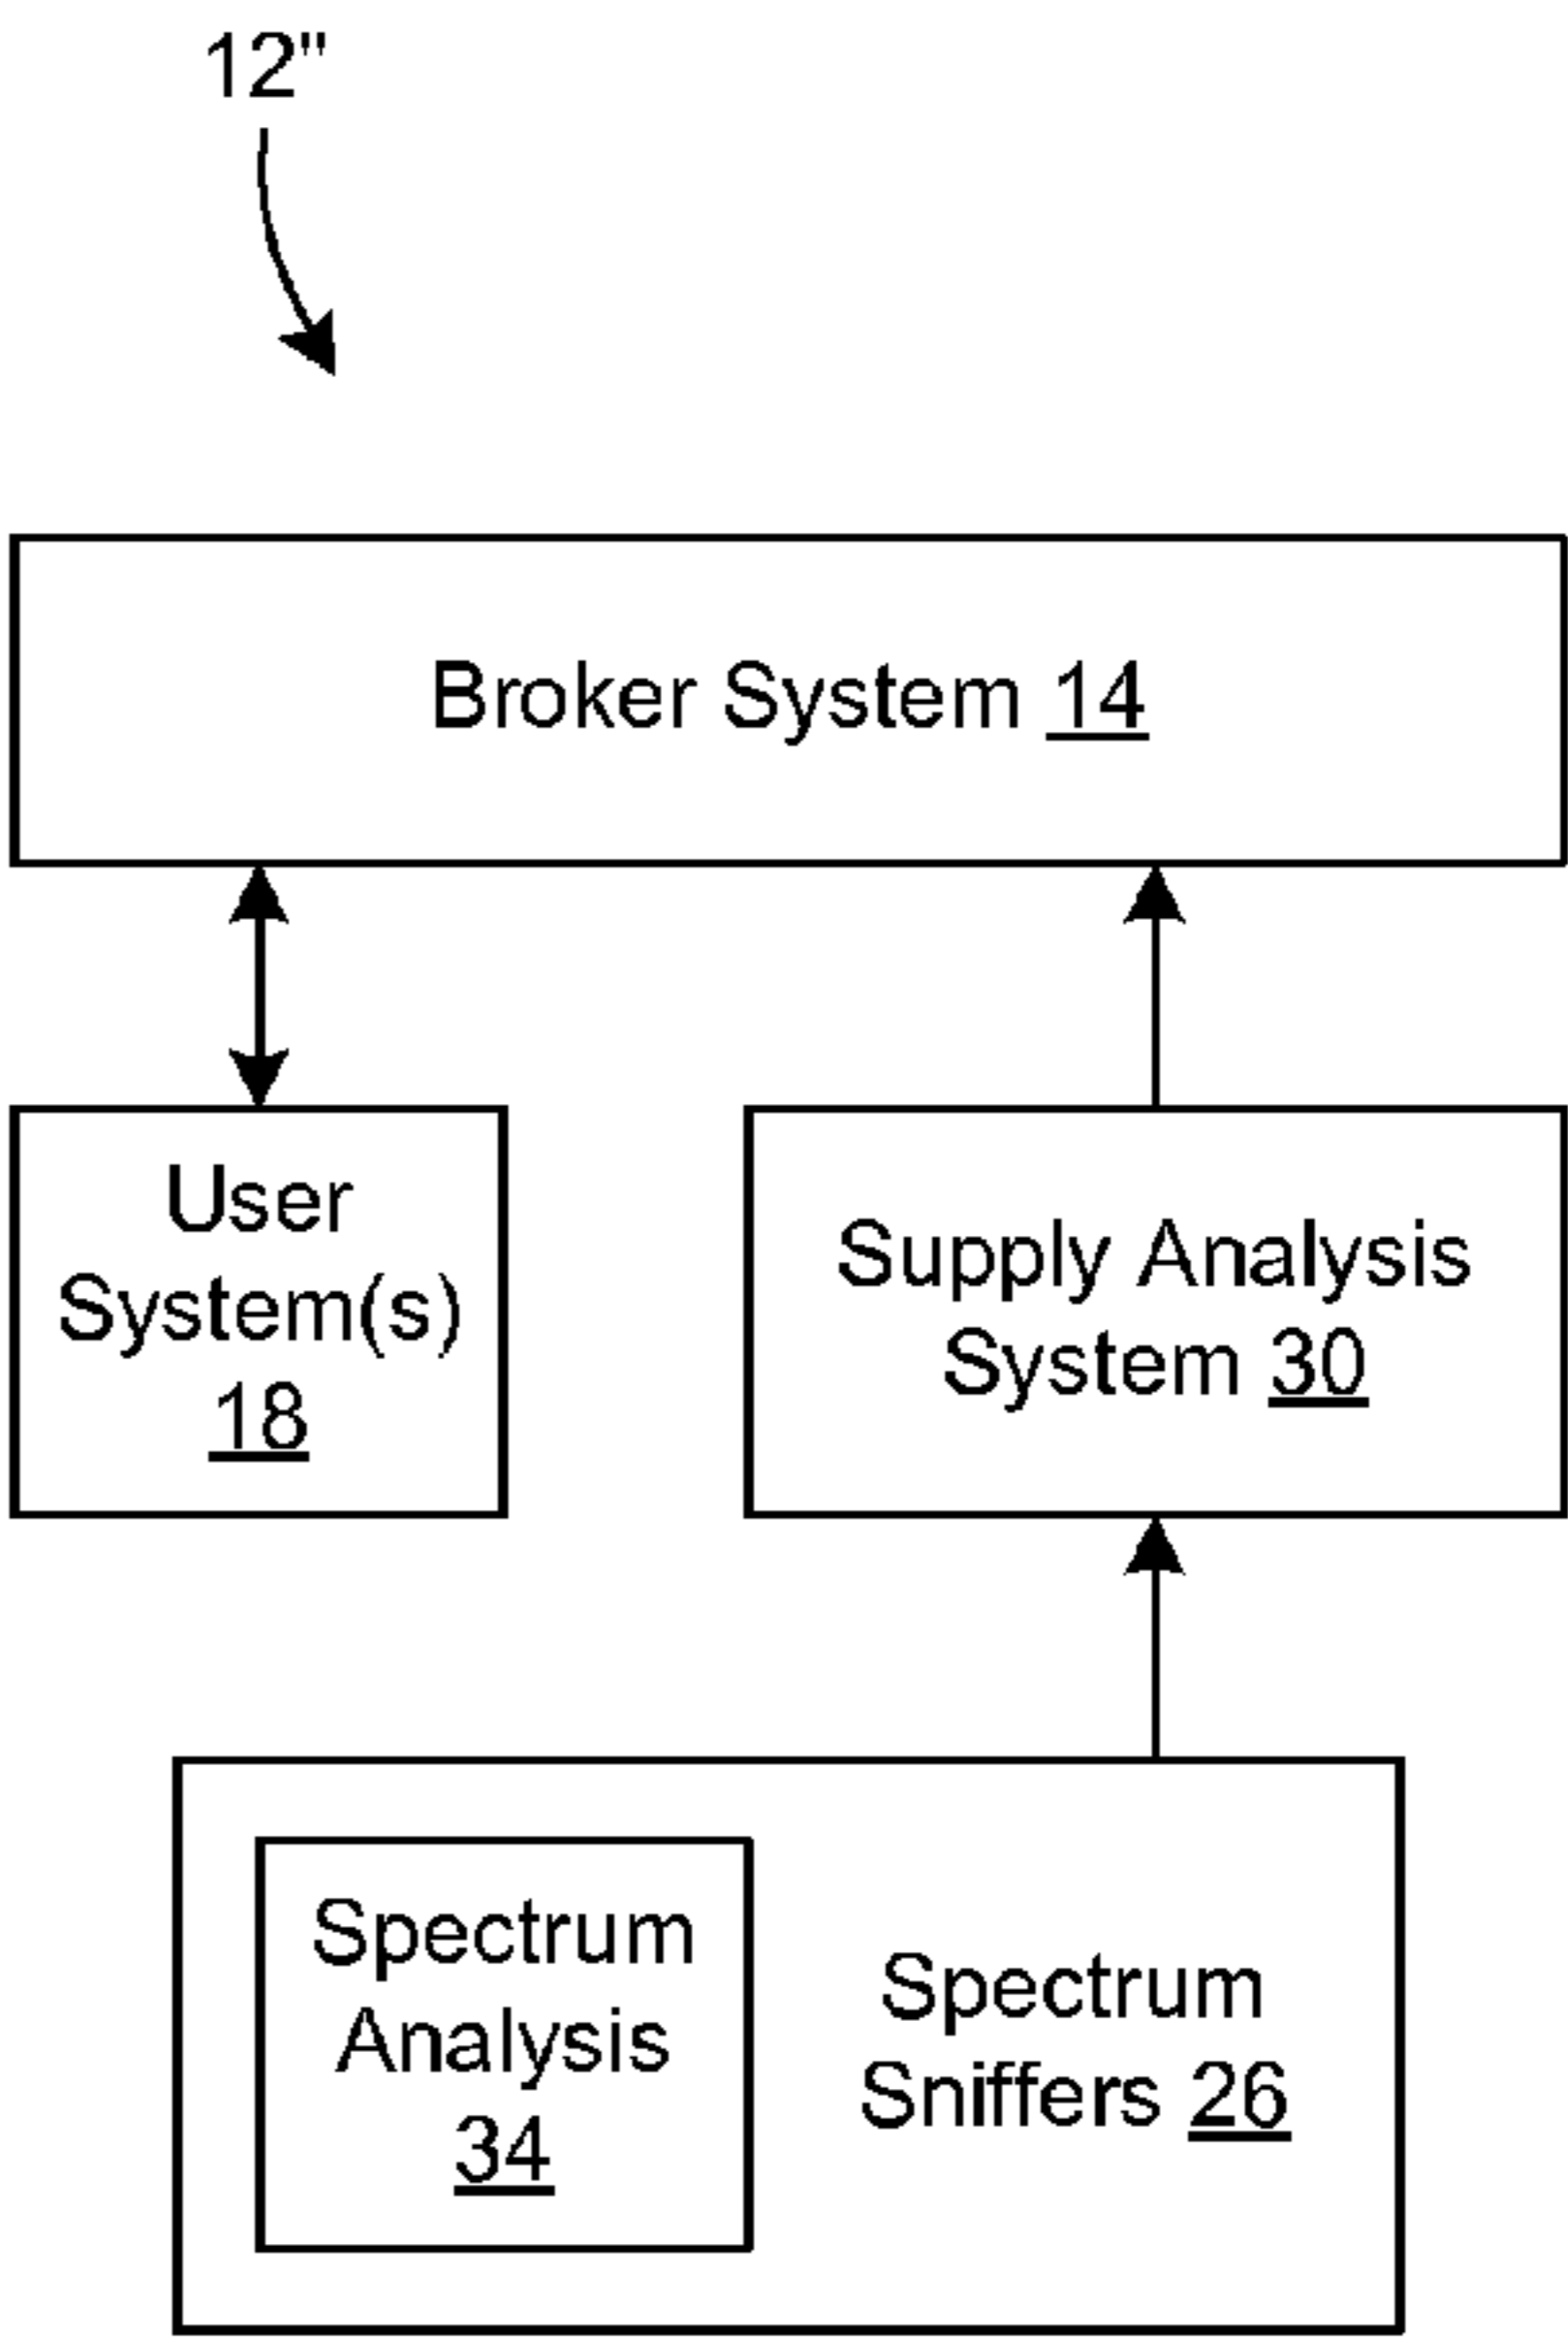 12"
Broker System 14
User
System(s)
18
Supply Analysis
System 30
Spectrum
Analysis
34
Spectrum
Sniffers 26